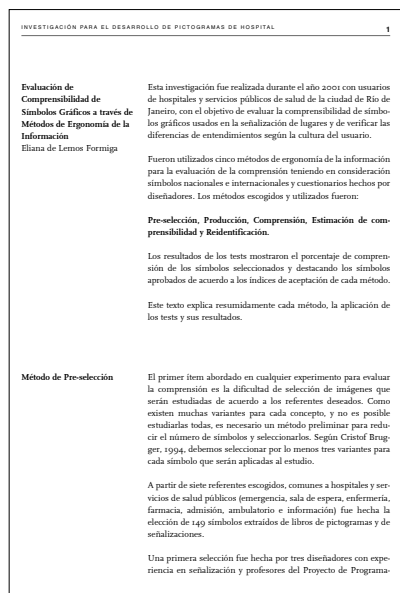 INVESTIGACIÓN PARA EL DESARROLLO DE PICTOGRAMAS DE HOSPITAL 1
Evaluación de
Comprensibilidad de
Símbolos Gráficos a través de
Métodos de Ergonomía de la
Información
Eliana de Lemos Formiga
Esta investigación fue realizada durante el año 2001 con usuarios
de hospitales y servicios públicos de salud de la ciudad de Río de
Janeiro, con el objetivo de evaluar la comprensibilidad de símbo-
los gráficos usados en la señalización de lugares y de verificar las
diferencias de entendimientos según la cultura del usuario.
Fueron utilizados cinco métodos de ergonomía de la información
para la evaluación de la comprensión teniendo en consideración
símbolos nacionales e internacionales y cuestionarios hechos por
diseñadores. Los métodos escogidos y utilizados fueron:
Pre-selección, Producción, Comprensión, Estimación de com-
prensibilidad y Reidentificación.
Los resultados de los tests mostraron el porcentaje de compren-
sión de los símbolos seleccionados y destacando los símbolos
aprobados de acuerdo a los índices de aceptación de cada método.
Este texto explica resumidamente cada método, la aplicación de
los tests y sus resultados.
Método de Pre-selección
El primer ítem abordado en cualquier experimento para evaluar
la comprensión es la dificultad de selección de imágenes que
serán estudiadas de acuerdo a los referentes deseados. Como
existen muchas variantes para cada concepto, y no es posible
estudiarlas todas, es necesario un método preliminar para redu-
cir el número de símbolos y seleccionarlos. Según Cristof Brug-
ger, 1994, debemos seleccionar por lo menos tres variantes para
cada símbolo que serán aplicadas al estudio.
A partir de siete referentes escogidos, comunes a hospitales y ser-
vicios de salud públicos (emergencia, sala de espera, enfermería,
farmacia, admisión, ambulatorio e información) fue hecha la
elección de 149 símbolos extraídos de libros de pictogramas y de
señalizaciones.
Una primera selección fue hecha por tres diseñadores con expe-
riencia en señalización y profesores del Proyecto de Programa-